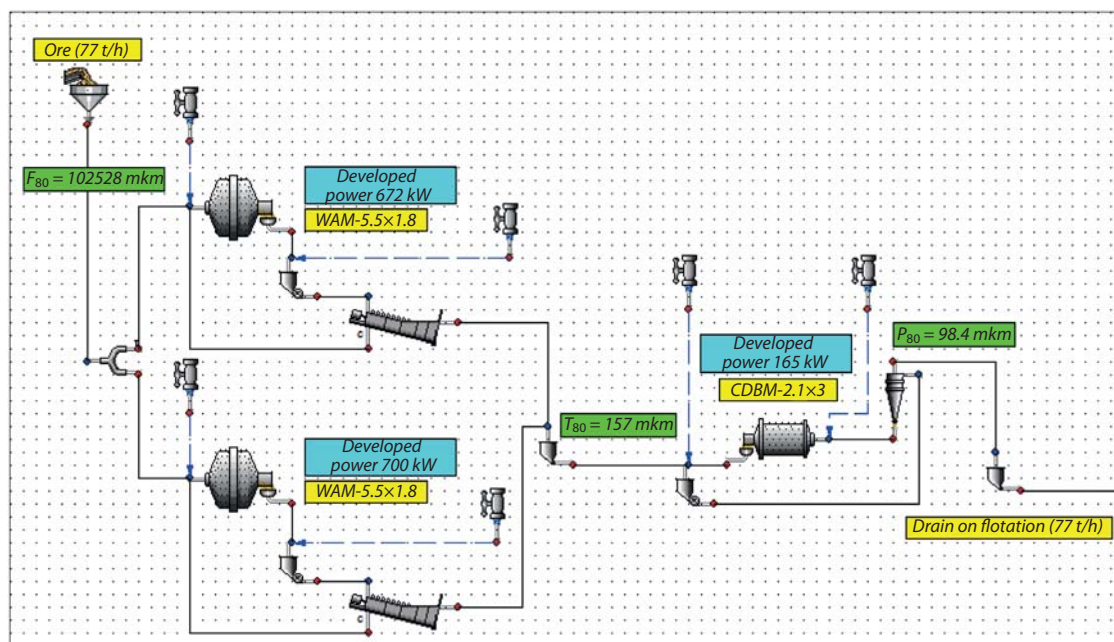 Ore (77 t/h)
F80 = 102528 mkm
Developed
power 672 kW
WAM-5.5×1.8
C
Developed
power 165 kW
CDBM-2.1×3
P80 = 98.4 mkm
T80 = 157 mkm
Developed
power 700 kW
WAM-5.5×1.8
C
Drain on flotation (77 t/h)